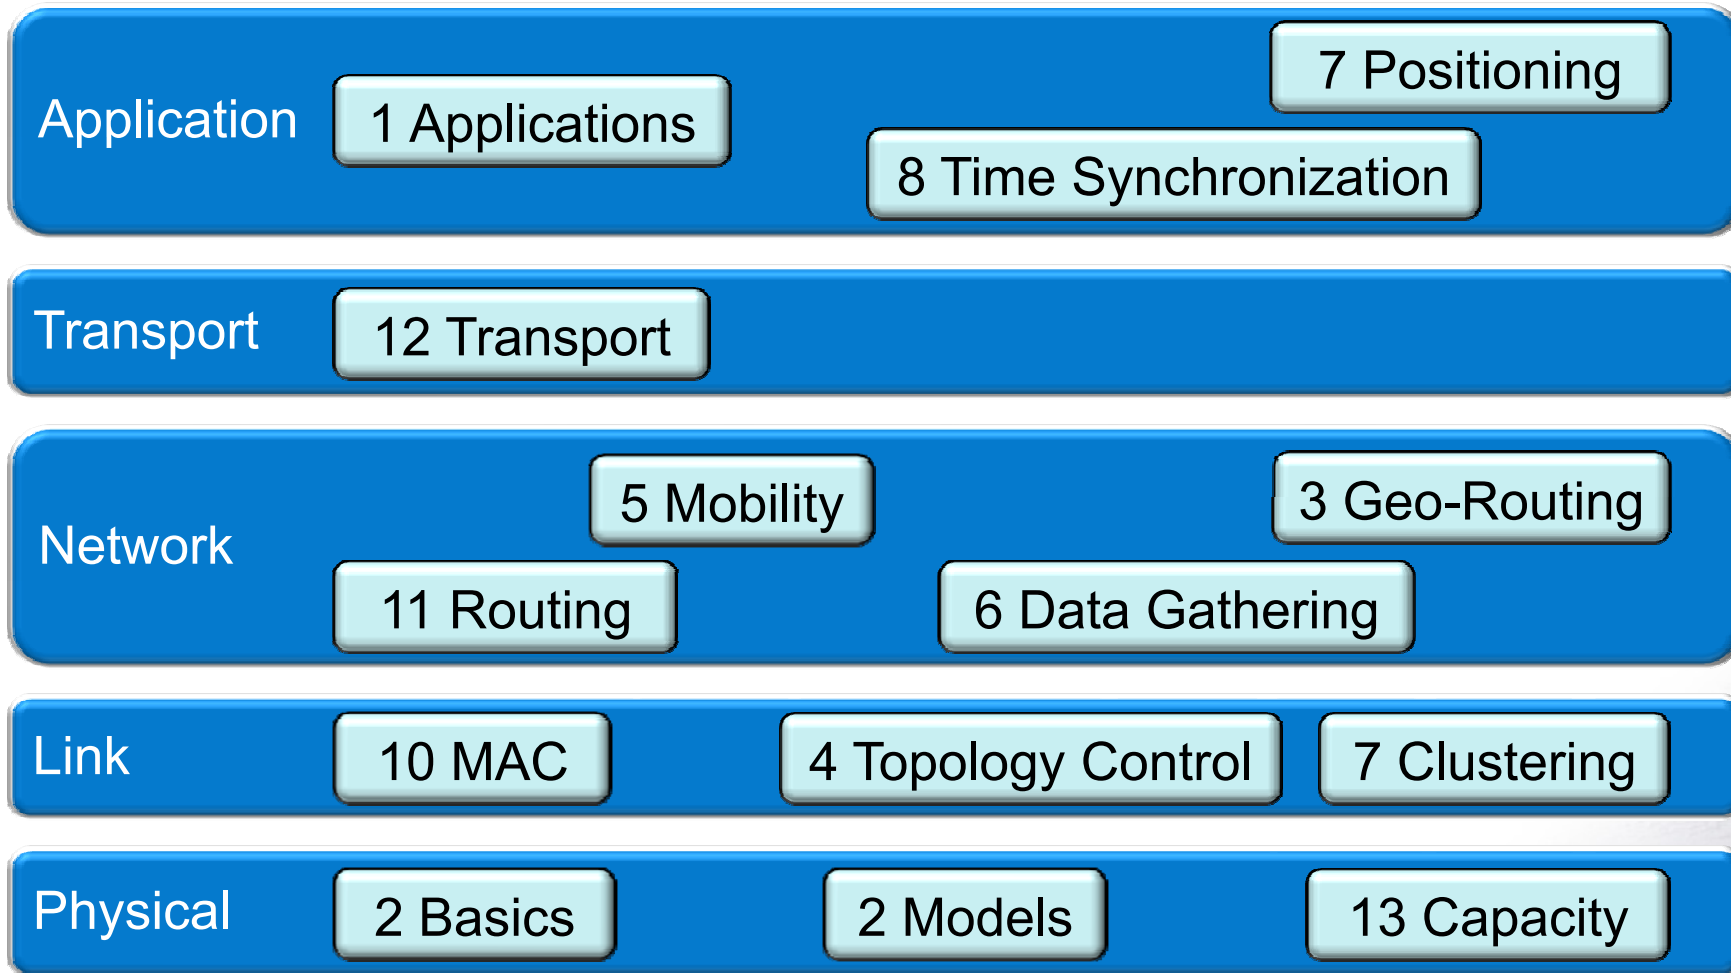 Application
1 Applications
7 Positioning
8 Time Synchronization
Transport
12 Transport
Network
5 Mobility
3 Geo-Routing
11 Routing
6 Data Gathering
Link
10 MAC
4 Topology Control
7 Clustering
Physical
2 Basics
2 Models
13 Capacity